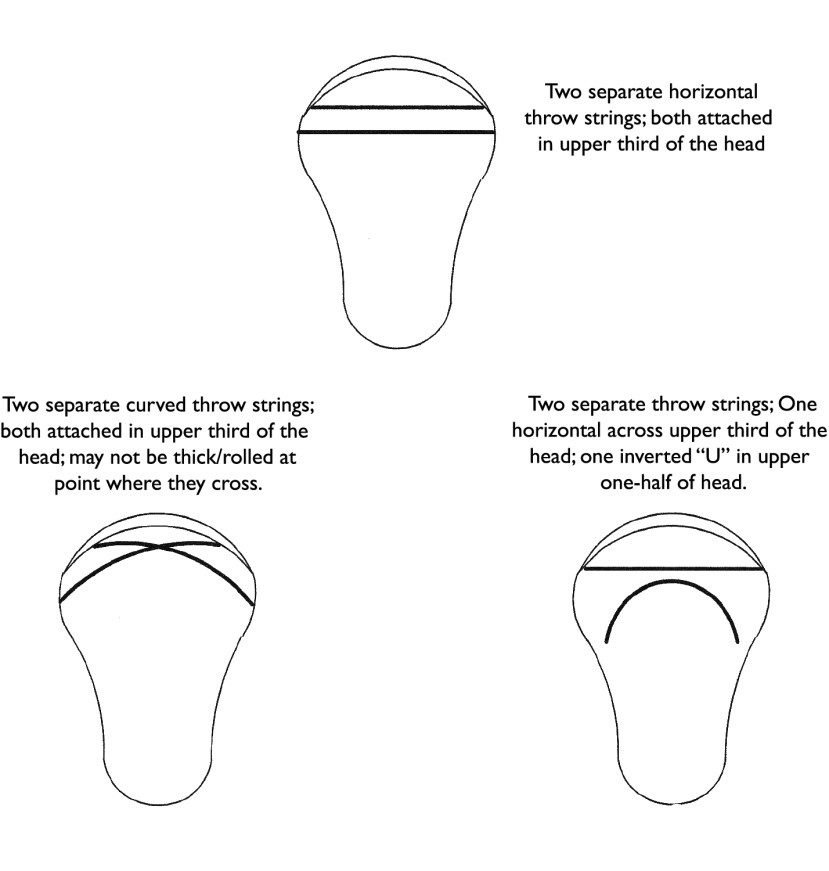 Two separate horizontal
throw strings; both attached
in upper third of the head
Two separate curved throw strings;
both attached in upper third of the
head; may not be thick/rolled at
point where they cross.
Two separate throw strings; One
horizontal across upper third of the
head; one inverted “U” in upper
one-half of head.